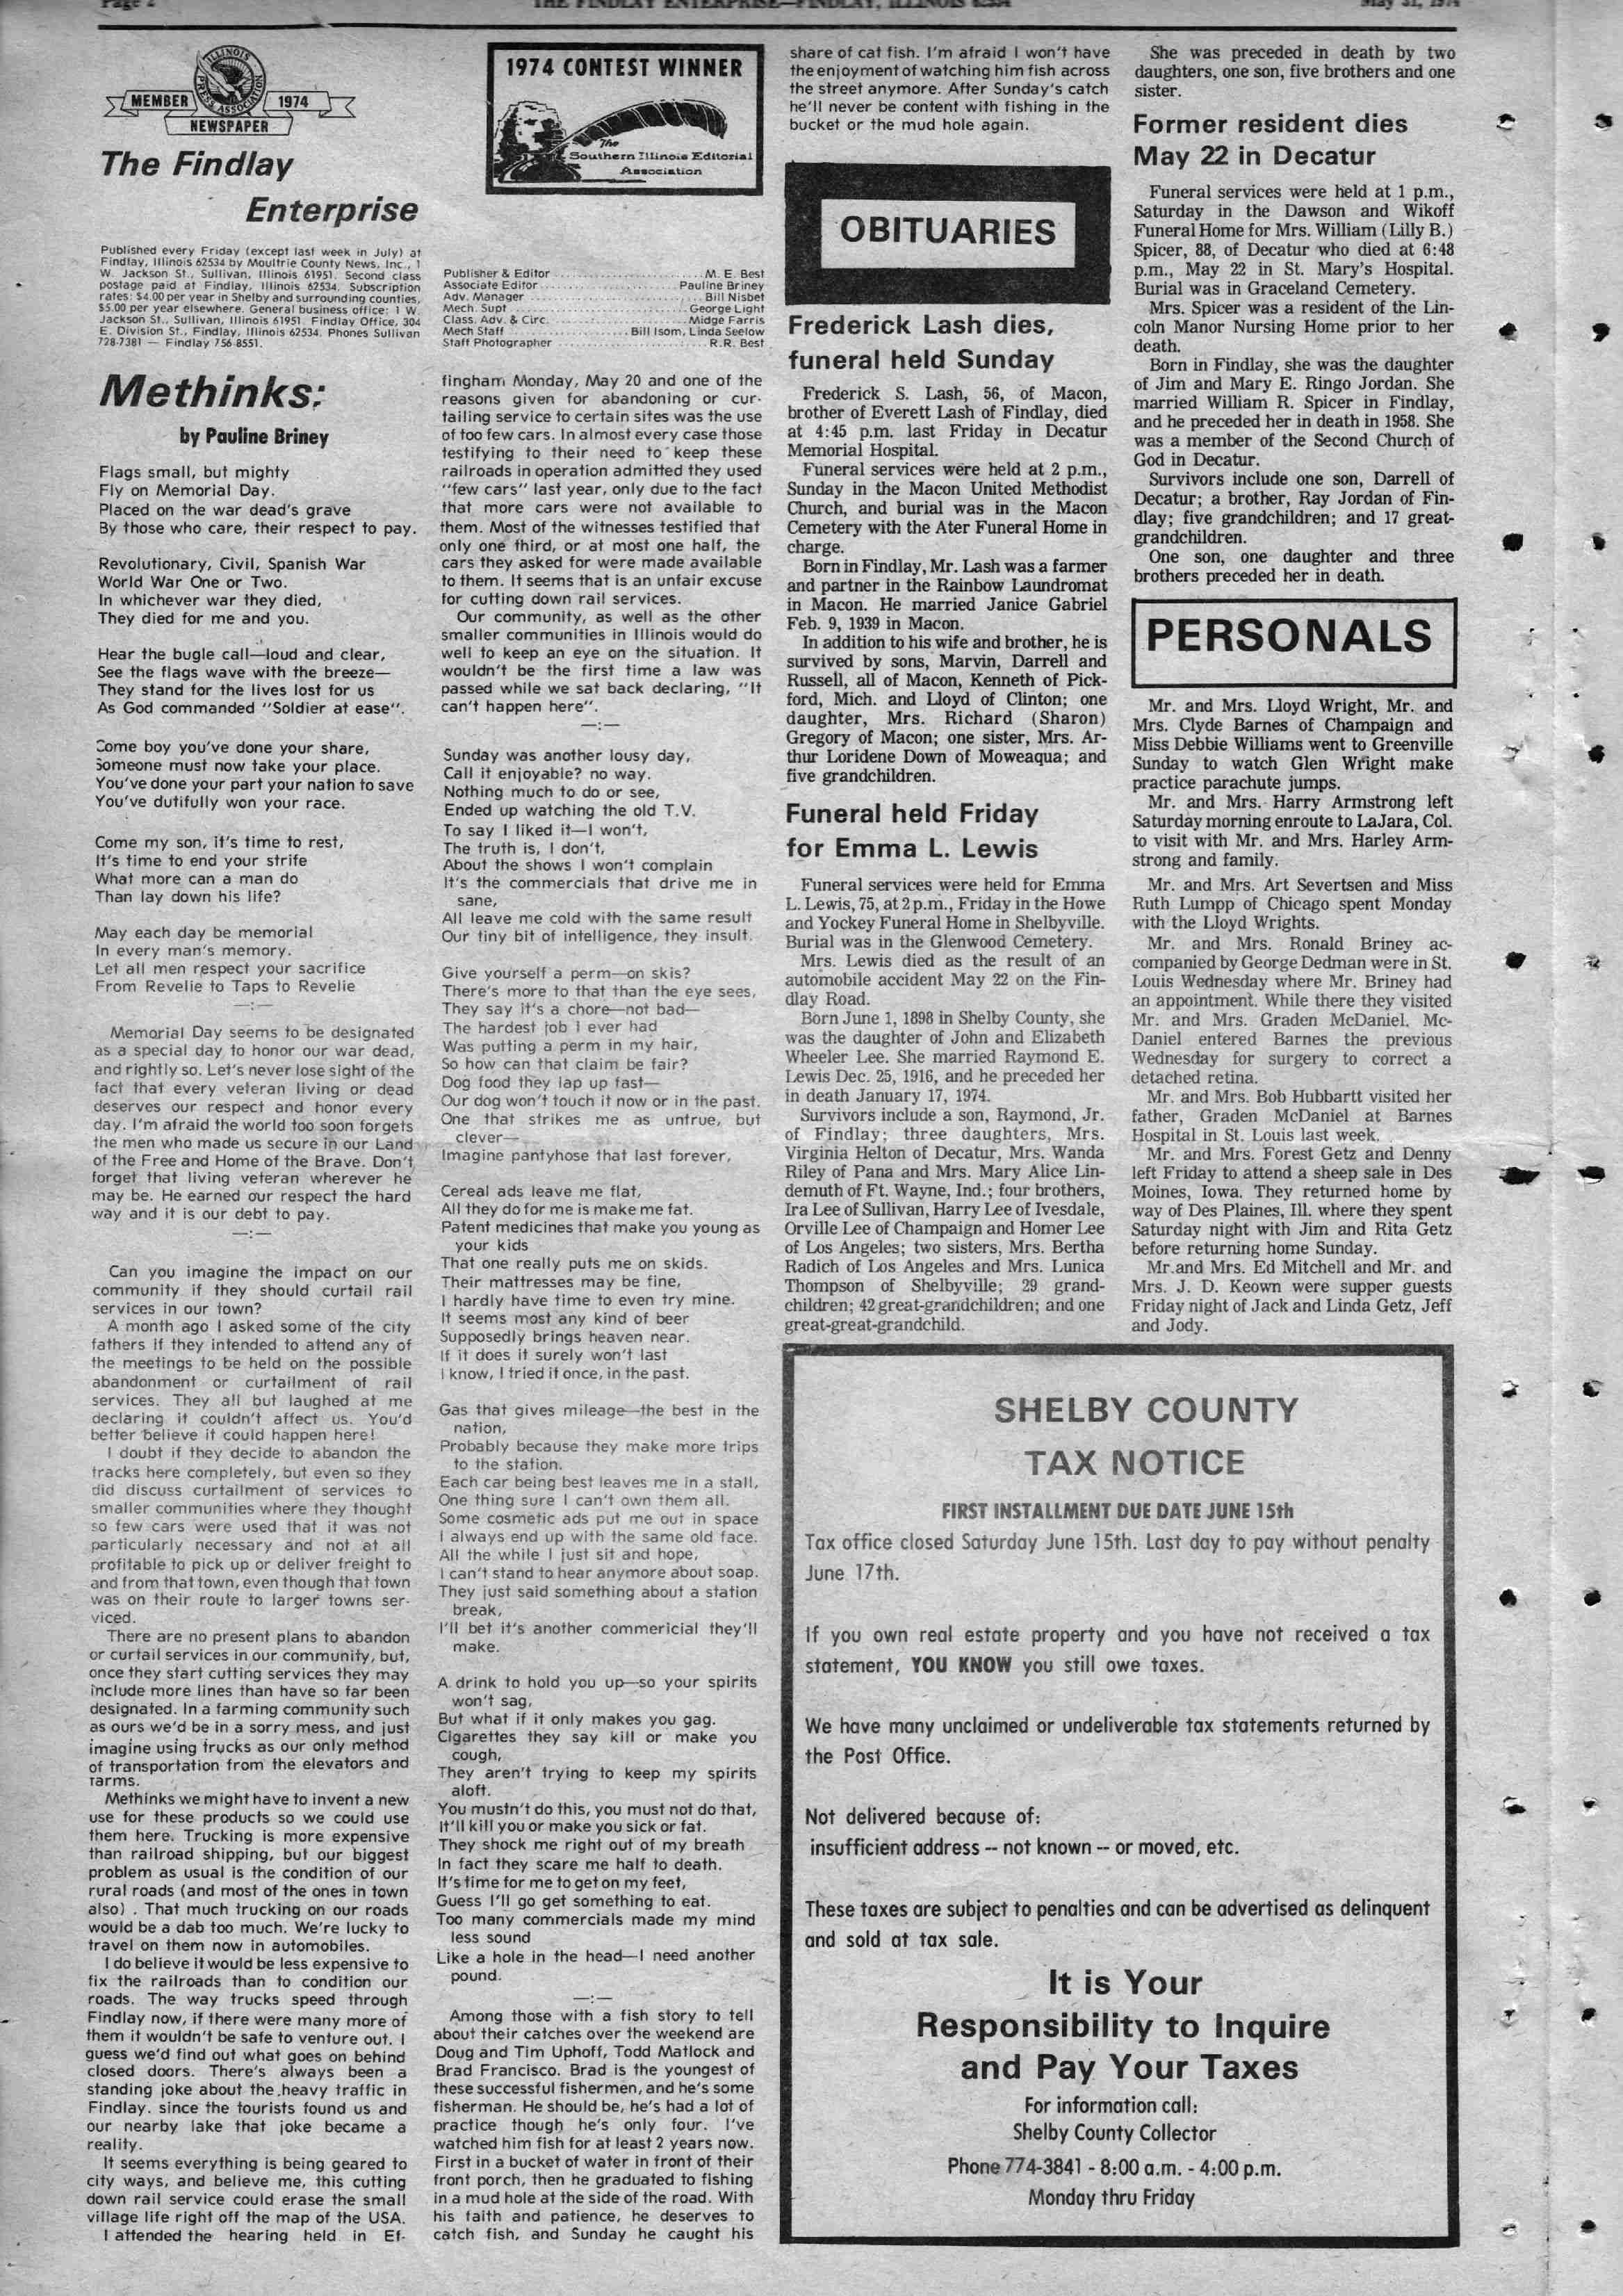 Page 2
THE FINDLAY ENTERPRISE—FINDLAY, ILLINOIS 62534
May 31, 1974
ILLINOIS
PRESS ASSOCIATION
MEMBER
1974
NEWSPAPER
The Findlay
Enterprise
Published every Friday (except last week in July) at
Findlay, Illinois 62534 by Moultrie County News, Inc., 1
W. Jackson St., Sullivan, Illinois 61951. Second class
postage paid at Findlay, Illinois 62534. Subscription
rates: $4.00 per year in Shelby and surrounding counties,
$5.00 per year elsewhere. General business office: 1 W.
Jackson St., Sullivan, Illinois 61951. Findlay Office, 304
E. Division St., Findlay, Illinois 62534. Phones Sullivan
728-7381 — Findlay 756-8551.
1974 CONTEST WINNER
The
Southern Illinois Editorial
Association
Publisher & Editor ........ M. E. Best
Associate Editor ........ Pauline Briney
Adv. Manager ........ Bill Nisbet
Mech. Supt ........ George Light
Class. Adv. & Circ. ........ Midge Farris
Mech Staff ........ Bill Isom, Linda Seelow
Staff Photographer ........ R.R. Best
Methinks:
by Pauline Briney
Flags small, but mighty
Fly on Memorial Day.
Placed on the war dead's grave
By those who care, their respect to pay.
Revolutionary, Civil, Spanish War
World War One or Two.
In whichever war they died,
They died for me and you.
Hear the bugle call—loud and clear,
See the flags wave with the breeze—
They stand for the lives lost for us
As God commanded "Soldier at ease".
Come boy you've done your share,
Someone must now take your place.
You've done your part your nation to save
You've dutifully won your race.
Come my son, it's time to rest,
It's time to end your strife
What more can a man do
Than lay down his life?
May each day be memorial
In every man's memory.
Let all men respect your sacrifice
From Revelie to Taps to Revelie
—:—
Memorial Day seems to be designated
as a special day to honor our war dead,
and rightly so. Let's never lose sight of the
fact that every veteran living or dead
deserves our respect and honor every
day. I'm afraid the world too soon forgets
the men who made us secure in our Land
of the Free and Home of the Brave. Don't
forget that living veteran wherever he
may be. He earned our respect the hard
way and it is our debt to pay.
—:—
Can you imagine the impact on our
community if they should curtail rail
services in our town?
A month ago I asked some of the city
fathers if they intended to attend any of
the meetings to be held on the possible
abandonment or curtailment of rail
services. They all but laughed at me
declaring it couldn't affect us. You'd
better believe it could happen here!
I doubt if they decide to abandon the
tracks here completely, but even so they
did discuss curtailment of services to
smaller communities where they thought
so few cars were used that it was not
particularly necessary and not at all
profitable to pick up or deliver freight to
and from that town, even though that town
was on their route to larger towns ser-
viced.
There are no present plans to abandon
or curtail services in our community, but,
once they start cutting services they may
include more lines than have so far been
designated. In a farming community such
as ours we'd be in a sorry mess, and just
imagine using trucks as our only method
of transportation from the elevators and
farms.
Methinks we might have to invent a new
use for these products so we could use
them here. Trucking is more expensive
than railroad shipping, but our biggest
problem as usual is the condition of our
rural roads (and most of the ones in town
also) . That much trucking on our roads
would be a dab too much. We're lucky to
travel on them now in automobiles.
I do believe it would be less expensive to
fix the railroads than to condition our
roads. The way trucks speed through
Findlay now, if there were many more of
them it wouldn't be safe to venture out. I
guess we'd find out what goes on behind
closed doors. There's always been a
standing joke about the heavy traffic in
Findlay. since the tourists found us and
our nearby lake that joke became a
reality.
It seems everything is being geared to
city ways, and believe me, this cutting
down rail service could erase the small
village life right off the map of the USA.
I attended the hearing held in Ef-
fingham Monday, May 20 and one of the
reasons given for abandoning or cur-
tailing service to certain sites was the use
of too few cars. In almost every case those
testifying to their need to keep these
railroads in operation admitted they used
"few cars" last year, only due to the fact
that more cars were not available to
them. Most of the witnesses testified that
only one third, or at most one half, the
cars they asked for were made available
to them. It seems that is an unfair excuse
for cutting down rail services.
Our community, as well as the other
smaller communities in Illinois would do
well to keep an eye on the situation. It
wouldn't be the first time a law was
passed while we sat back declaring, "It
can't happen here".
—:—
Sunday was another lousy day,
Call it enjoyable? no way.
Nothing much to do or see,
Ended up watching the old T.V.
To say I liked it—I won't,
The truth is, I don't,
About the shows I won't complain
It's the commercials that drive me in
sane,
All leave me cold with the same result
Our tiny bit of intelligence, they insult.
Give yourself a perm—on skis?
There's more to that than the eye sees,
They say it's a chore—not bad—
The hardest job I ever had
Was putting a perm in my hair,
So how can that claim be fair?
Dog food they lap up fast—
Our dog won't touch it now or in the past.
One that strikes me as untrue, but
clever—
Imagine pantyhose that last forever,
Cereal ads leave me flat,
All they do for me is make me fat.
Patent medicines that make you young as
your kids
That one really puts me on skids.
Their mattresses may be fine,
I hardly have time to even try mine.
It seems most any kind of beer
Supposedly brings heaven near.
If it does it surely won't last
I know, I tried it once, in the past.
Gas that gives mileage—the best in the
nation,
Probably because they make more trips
to the station.
Each car being best leaves me in a stall,
One thing sure I can't own them all.
Some cosmetic ads put me out in space
I always end up with the same old face.
All the while I just sit and hope,
I can't stand to hear anymore about soap.
They just said something about a station
break,
I'll bet it's another commericial they'll
make.
A drink to hold you up—so your spirits
won't sag,
But what if it only makes you gag.
Cigarettes they say kill or make you
cough,
They aren't trying to keep my spirits
aloft.
You mustn't do this, you must not do that,
It'll kill you or make you sick or fat.
They shock me right out of my breath
In fact they scare me half to death.
It's time for me to get on my feet,
Guess I'll go get something to eat.
Too many commercials made my mind
less sound
Like a hole in the head—I need another
pound.
—:—
Among those with a fish story to tell
about their catches over the weekend are
Doug and Tim Uphoff, Todd Matlock and
Brad Francisco. Brad is the youngest of
these successful fishermen, and he's some
fisherman. He should be, he's had a lot of
practice though he's only four. I've
watched him fish for at least 2 years now.
First in a bucket of water in front of their
front porch, then he graduated to fishing
in a mud hole at the side of the road. With
his faith and patience, he deserves to
catch fish, and Sunday he caught his
share of cat fish. I'm afraid I won't have
the enjoyment of watching him fish across
the street anymore. After Sunday's catch
he'll never be content with fishing in the
bucket or the mud hole again.
OBITUARIES
Frederick Lash dies,
funeral held Sunday
Frederick S. Lash, 56, of Macon,
brother of Everett Lash of Findlay, died
at 4:45 p.m. last Friday in Decatur
Memorial Hospital.
Funeral services were held at 2 p.m.,
Sunday in the Macon United Methodist
Church, and burial was in the Macon
Cemetery with the Ater Funeral Home in
charge.
Born in Findlay, Mr. Lash was a farmer
and partner in the Rainbow Laundromat
in Macon. He married Janice Gabriel
Feb. 9, 1939 in Macon.
In addition to his wife and brother, he is
survived by sons, Marvin, Darrell and
Russell, all of Macon, Kenneth of Pick-
ford, Mich. and Lloyd of Clinton; one
daughter, Mrs. Richard (Sharon)
Gregory of Macon; one sister, Mrs. Ar-
thur Loridene Down of Moweaqua; and
five grandchildren.
Funeral held Friday
for Emma L. Lewis
Funeral services were held for Emma
L. Lewis, 75, at 2 p.m., Friday in the Howe
and Yockey Funeral Home in Shelbyville.
Burial was in the Glenwood Cemetery.
Mrs. Lewis died as the result of an
automobile accident May 22 on the Fin-
dlay Road.
Born June 1, 1898 in Shelby County, she
was the daughter of John and Elizabeth
Wheeler Lee. She married Raymond E.
Lewis Dec. 25, 1916, and he preceded her
in death January 17, 1974.
Survivors include a son, Raymond, Jr.
of Findlay; three daughters, Mrs.
Virginia Helton of Decatur, Mrs. Wanda
Riley of Pana and Mrs. Mary Alice Lin-
demuth of Ft. Wayne, Ind.; four brothers,
Ira Lee of Sullivan, Harry Lee of Ivesdale,
Orville Lee of Champaign and Homer Lee
of Los Angeles; two sisters, Mrs. Bertha
Radich of Los Angeles and Mrs. Lunica
Thompson of Shelbyville; 29 grand-
children; 42 great-grandchildren; and one
great-great-grandchild.
She was preceded in death by two
daughters, one son, five brothers and one
sister.
Former resident dies
May 22 in Decatur
Funeral services were held at 1 p.m.,
Saturday in the Dawson and Wikoff
Funeral Home for Mrs. William (Lilly B.)
Spicer, 88, of Decatur who died at 6:48
p.m., May 22 in St. Mary's Hospital.
Burial was in Graceland Cemetery.
Mrs. Spicer was a resident of the Lin-
coln Manor Nursing Home prior to her
death.
Born in Findlay, she was the daughter
of Jim and Mary E. Ringo Jordan. She
married William R. Spicer in Findlay,
and he preceded her in death in 1958. She
was a member of the Second Church of
God in Decatur.
Survivors include one son, Darrell of
Decatur; a brother, Ray Jordan of Fin-
dlay; five grandchildren; and 17 great-
grandchildren.
One son, one daughter and three
brothers preceded her in death.
PERSONALS
Mr. and Mrs. Lloyd Wright, Mr. and
Mrs. Clyde Barnes of Champaign and
Miss Debbie Williams went to Greenville
Sunday to watch Glen Wright make
practice parachute jumps.
Mr. and Mrs. Harry Armstrong left
Saturday morning enroute to LaJara, Col.
to visit with Mr. and Mrs. Harley Arm-
strong and family.
Mr. and Mrs. Art Severtsen and Miss
Ruth Lumpp of Chicago spent Monday
with the Lloyd Wrights.
Mr. and Mrs. Ronald Briney ac-
companied by George Dedman were in St.
Louis Wednesday where Mr. Briney had
an appointment. While there they visited
Mr. and Mrs. Graden McDaniel. Mc-
Daniel entered Barnes the previous
Wednesday for surgery to correct a
detached retina.
Mr. and Mrs. Bob Hubbartt visited her
father, Graden McDaniel at Barnes
Hospital in St. Louis last week.
Mr. and Mrs. Forest Getz and Denny
left Friday to attend a sheep sale in Des
Moines, Iowa. They returned home by
way of Des Plaines, Ill. where they spent
Saturday night with Jim and Rita Getz
before returning home Sunday.
Mr.and Mrs. Ed Mitchell and Mr. and
Mrs. J. D. Keown were supper guests
Friday night of Jack and Linda Getz, Jeff
and Jody.
SHELBY COUNTY
TAX NOTICE
FIRST INSTALLMENT DUE DATE JUNE 15th
Tax office closed Saturday June 15th. Last day to pay without penalty
June 17th.
If you own real estate property and you have not received a tax
statement, YOU KNOW you still owe taxes.
We have many unclaimed or undeliverable tax statements returned by
the Post Office.
Not delivered because of:
insufficient address -- not known -- or moved, etc.
These taxes are subject to penalties and can be advertised as delinquent
and sold at tax sale.
It is Your
Responsibility to Inquire
and Pay Your Taxes
For information call:
Shelby County Collector
Phone 774-3841 - 8:00 a.m. - 4:00 p.m.
Monday thru Friday